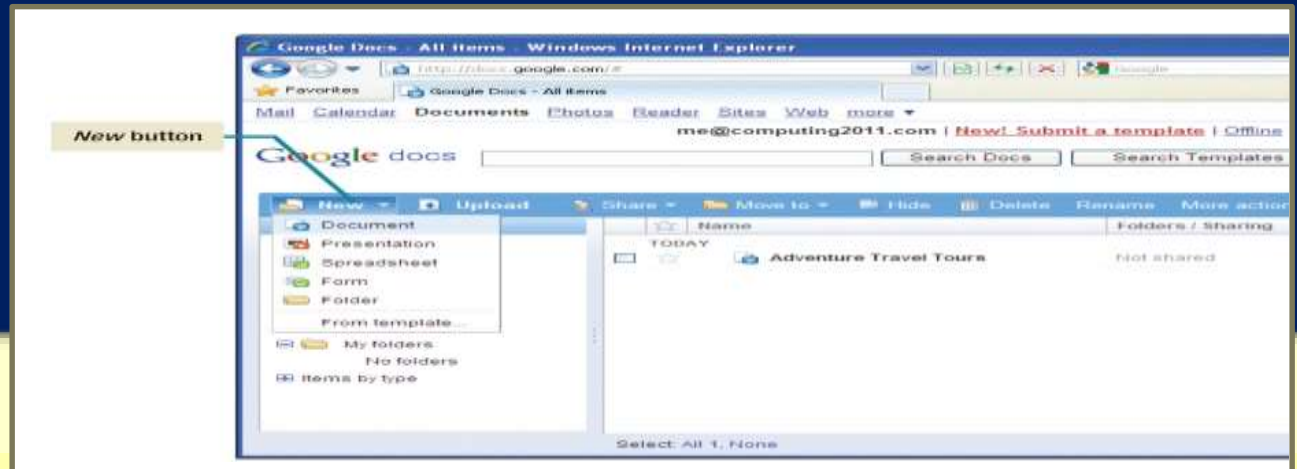 Google Docs - All items - Windows Internet Explorer
http://docs.google.com/#
Google
Favorites Google Docs - All items
Mail Calendar Documents Photos Reader Sites Web more
me@computing2011.com | New! Submit a template | Offline
New button
Google docs Search Docs Search Templates
New Upload Share Move to Hide Delete Rename More action
Document Name Folders / Sharing
Presentation TODAY
Spreadsheet Adventure Travel Tours Not shared
Form
Folder
From template...
My folders
No folders
Items by type
Select: All 1, None